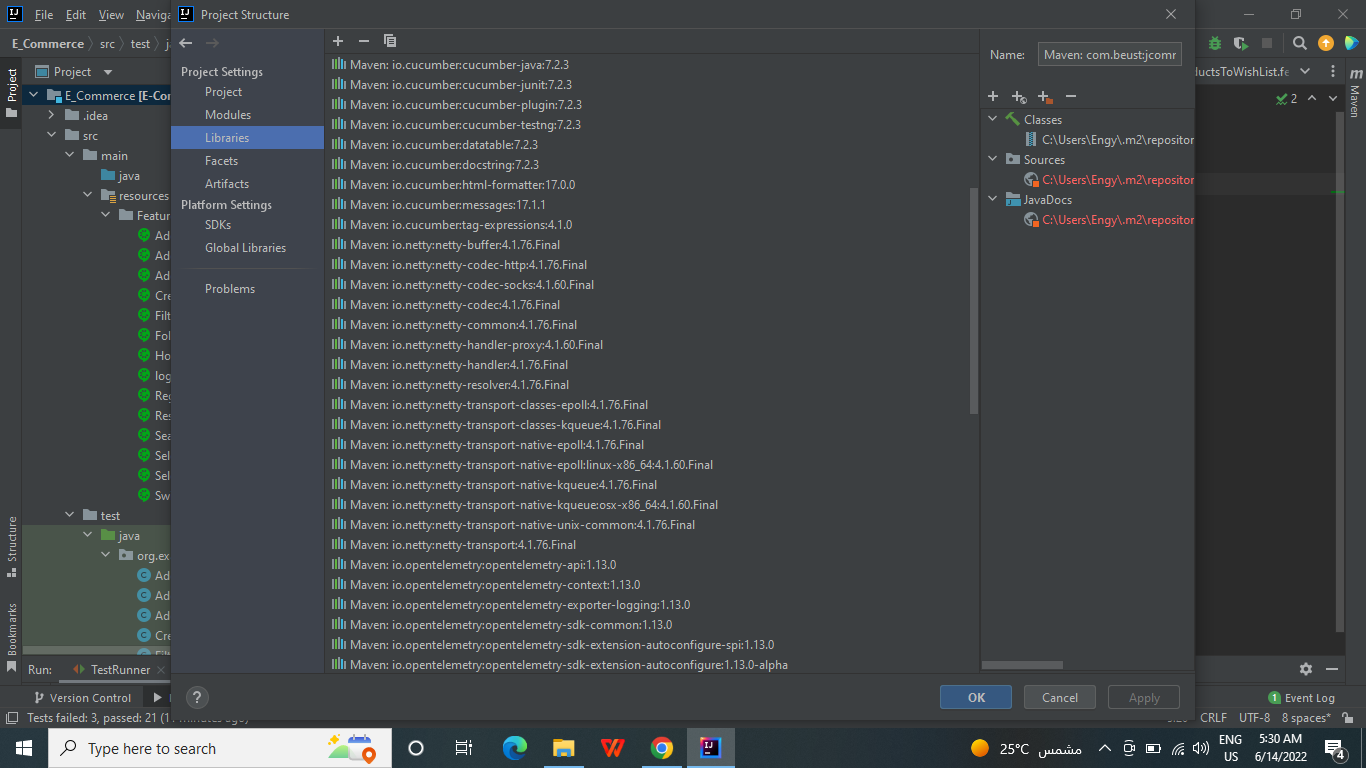 File Edit View Naviga
Project Structure
E_Commerce src test
Name: Maven: com.beust:jcomr
ductsToWishList.fe
Project
Project
E_Commerce [E-Cor
.idea
src
main
java
resources
Featur
Ad
Ad
Ad
Cre
Filt
Fol
Ho
log
Rec
Res
Sea
Sel
Sel
Sw
test
java
org.ex
Ad
Ad
Ad
Cre
Structure
Bookmarks
Project Settings
Project
Modules
Libraries
Facets
Artifacts
Platform Settings
SDKs
Global Libraries
Problems
Maven: io.cucumber:cucumber-java:7.2.3
Maven: io.cucumber:cucumber-junit:7.2.3
Maven: io.cucumber:cucumber-plugin:7.2.3
Maven: io.cucumber:cucumber-testng:7.2.3
Maven: io.cucumber:datatable:7.2.3
Maven: io.cucumber:docstring:7.2.3
Maven: io.cucumber:html-formatter:17.0.0
Maven: io.cucumber:messages:17.1.1
Maven: io.cucumber:tag-expressions:4.1.0
Maven: io.netty:netty-buffer:4.1.76.Final
Maven: io.netty:netty-codec-http:4.1.76.Final
Maven: io.netty:netty-codec-socks:4.1.60.Final
Maven: io.netty:netty-codec:4.1.76.Final
Maven: io.netty:netty-common:4.1.76.Final
Maven: io.netty:netty-handler-proxy:4.1.60.Final
Maven: io.netty:netty-handler:4.1.76.Final
Maven: io.netty:netty-resolver:4.1.76.Final
Maven: io.netty:netty-transport-classes-epoll:4.1.76.Final
Maven: io.netty:netty-transport-classes-kqueue:4.1.76.Final
Maven: io.netty:netty-transport-native-epoll:4.1.76.Final
Maven: io.netty:netty-transport-native-epoll:linux-x86_64:4.1.60.Final
Maven: io.netty:netty-transport-native-kqueue:4.1.76.Final
Maven: io.netty:netty-transport-native-kqueue:osx-x86_64:4.1.60.Final
Maven: io.netty:netty-transport-native-unix-common:4.1.76.Final
Maven: io.netty:netty-transport:4.1.76.Final
Maven: io.opentelemetry:opentelemetry-api:1.13.0
Maven: io.opentelemetry:opentelemetry-context:1.13.0
Maven: io.opentelemetry:opentelemetry-exporter-logging:1.13.0
Maven: io.opentelemetry:opentelemetry-sdk-common:1.13.0
Maven: io.opentelemetry:opentelemetry-sdk-extension-autoconfigure-spi:1.13.0
Maven: io.opentelemetry:opentelemetry-sdk-extension-autoconfigure:1.13.0-alpha
Classes
C:\Users\Engy\.m2\repositor
Sources
C:\Users\Engy\.m2\repositor
JavaDocs
C:\Users\Engy\.m2\repositor
2
m
Maven
Run: TestRunner
OK Cancel Apply
Version Control
Event Log
Tests failed: 3, passed: 21
CRLF UTF-8 8 spaces*
Type here to search
25°C مشمس
ENG
US
5:30 AM
6/14/2022
4